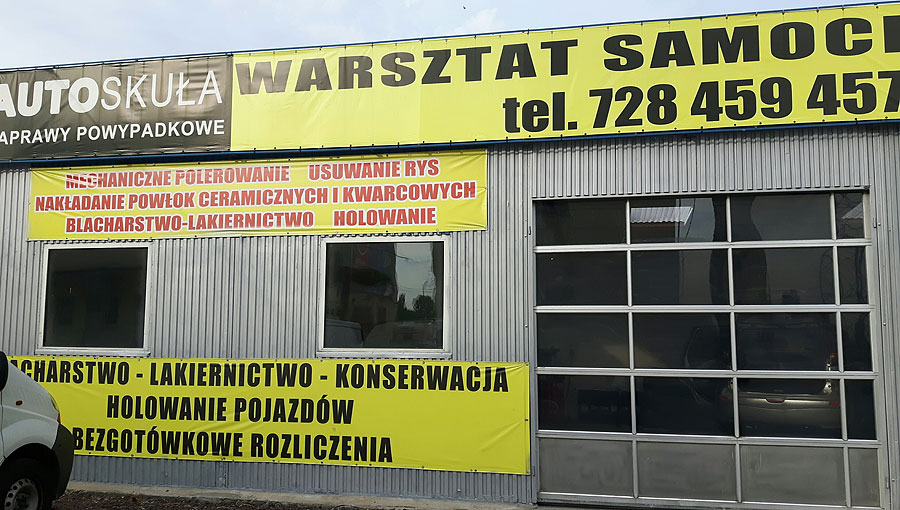 AUTOSKUŁA
APRAWY POWYPADKOWE
WARSZTAT SAMOC
tel. 728 459 457
MECHANICZNE POLEROWANIE USUWANIE RYS
NAKŁADANIE POWŁOK CERAMICZNYCH I KWARCOWYCH
BLACHARSTWO-LAKIERNICTWO HOLOWANIE
ACHARSTWO - LAKIERNICTWO - KONSERWACJA
HOLOWANIE POJAZDÓW
BEZGOTÓWKOWE ROZLICZENIA